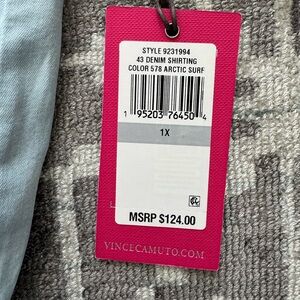 STYLE 9231994
43 DENIM SHIRTING
COLOR 578 ARCTIC SURF
1 95203 76450 4
1X
MSRP $124.00
VINCECAMUTO.COM